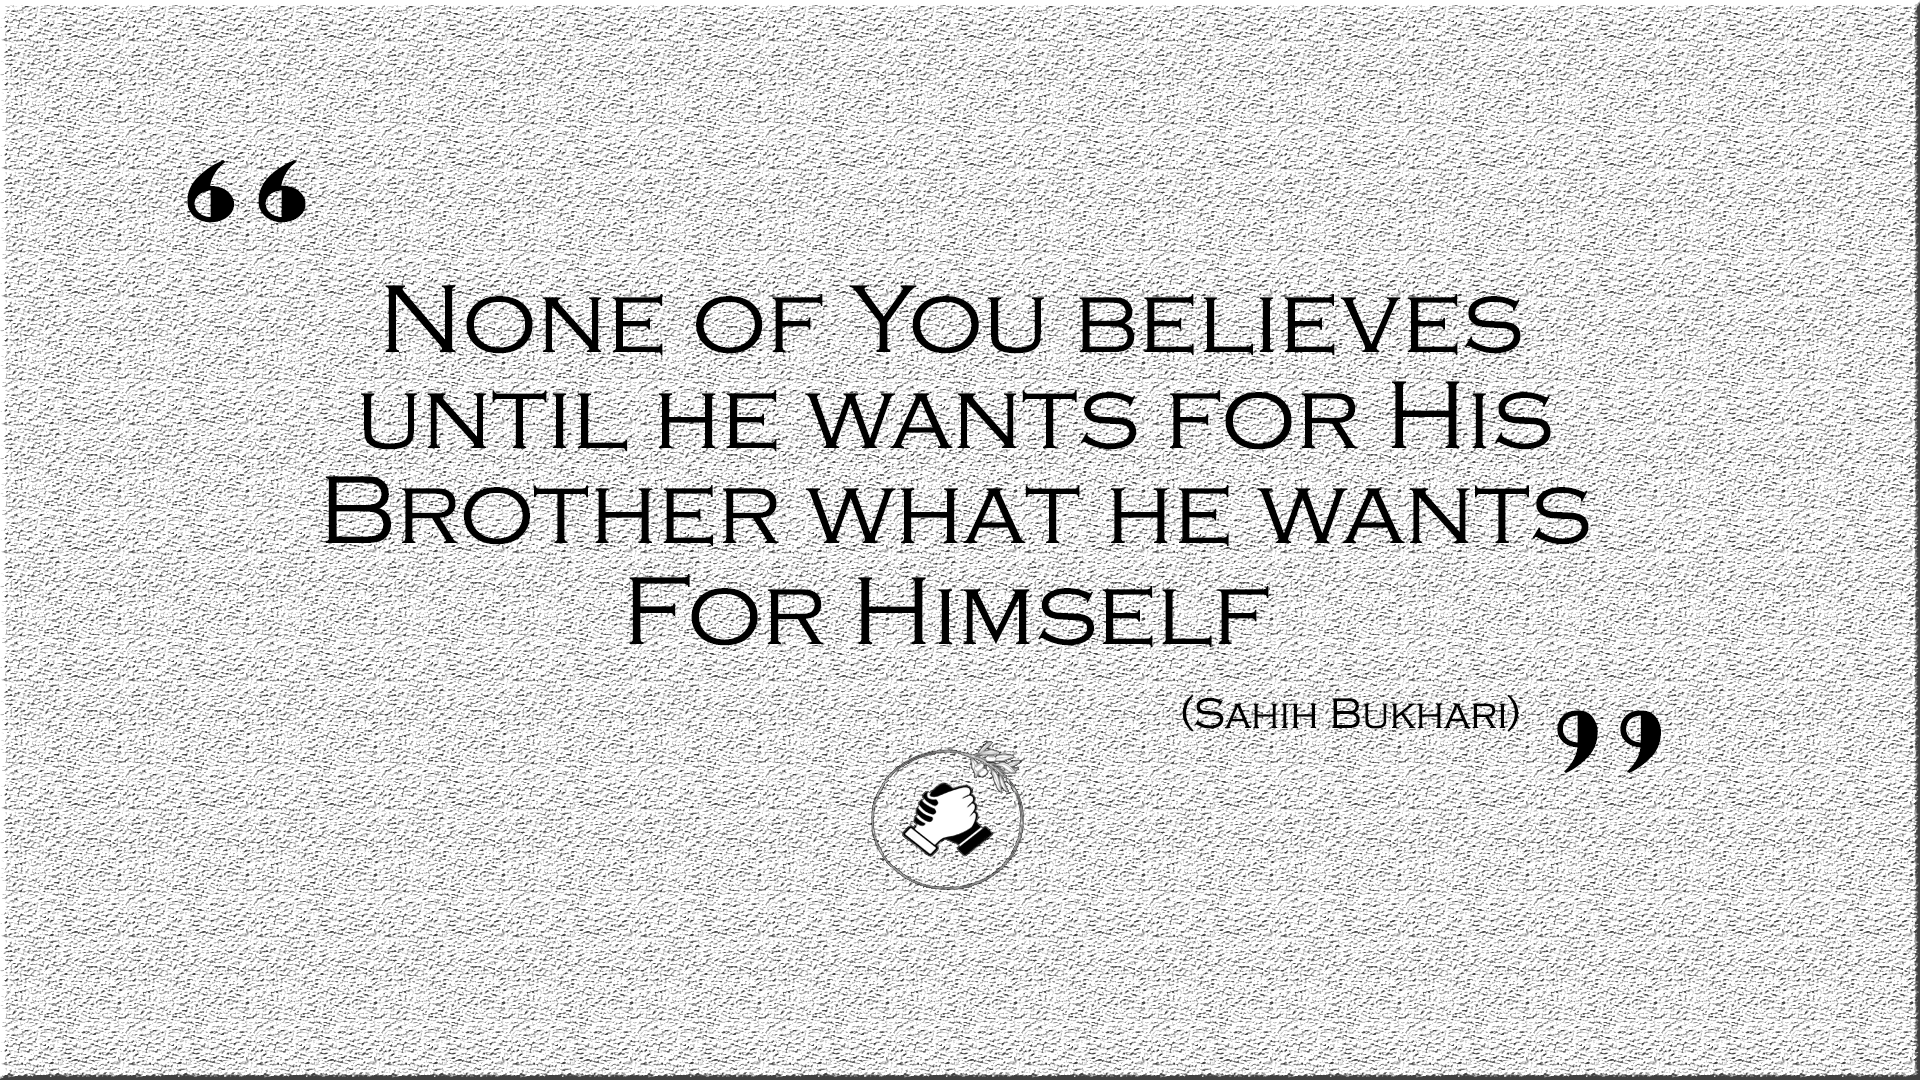 “
None of You believes
until he wants for His
Brother what he wants
For Himself
(Sahih Bukhari) ”